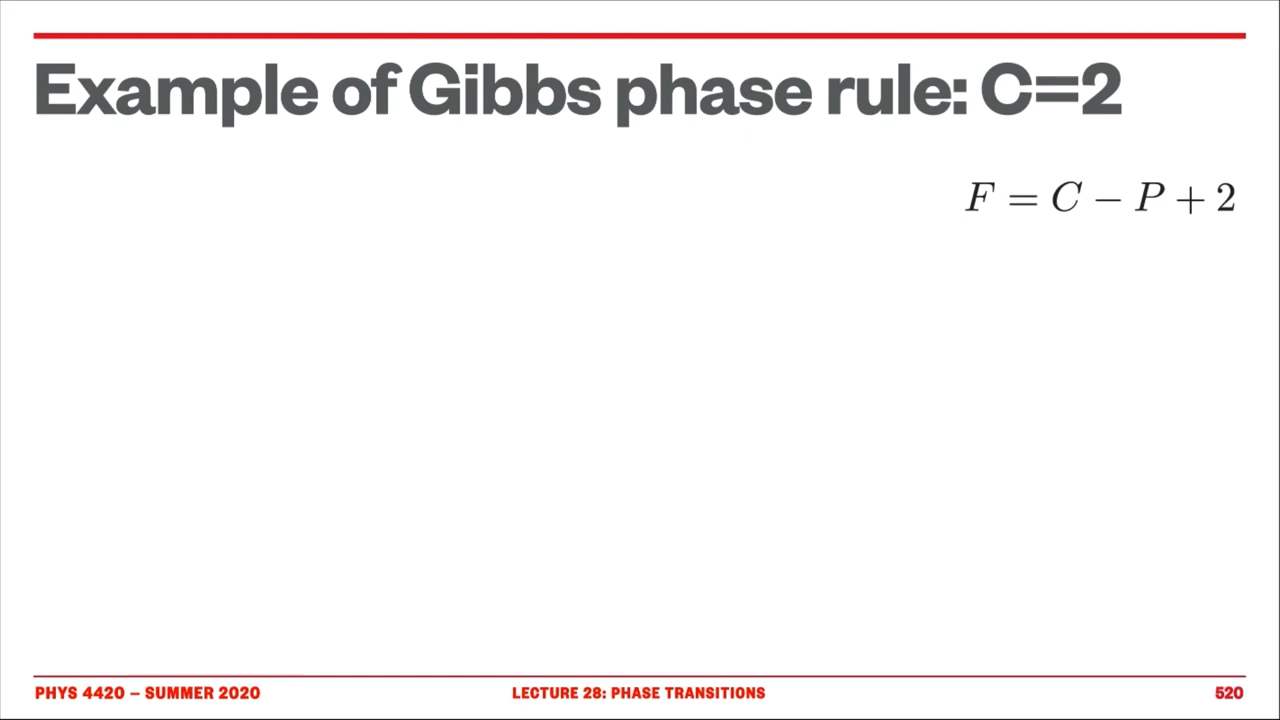 Example of Gibbs phase rule: C=2
F = C − P + 2
PHYS 4420 – SUMMER 2020
LECTURE 28: PHASE TRANSITIONS
520